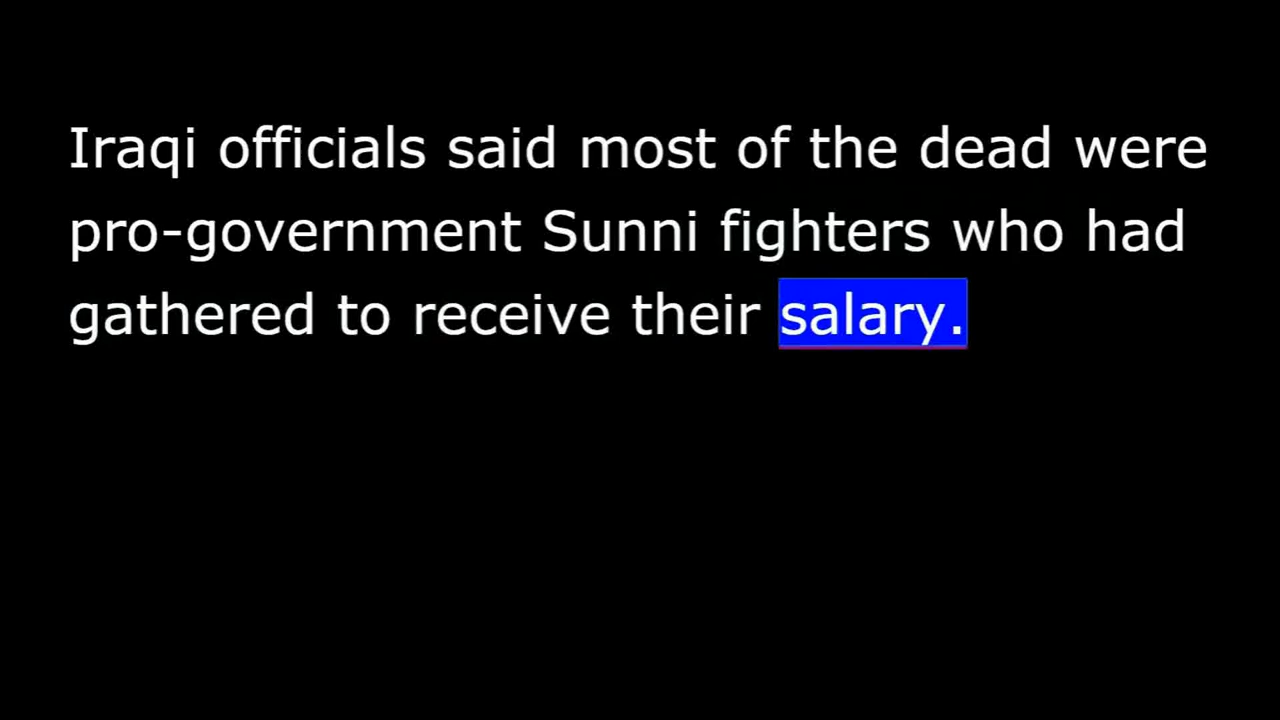 Iraqi officials said most of the dead were
pro-government Sunni fighters who had
gathered to receive their salary.